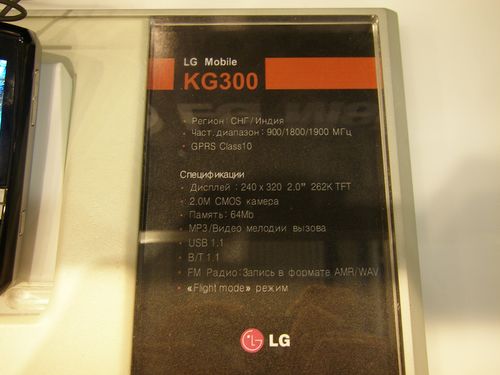 LG Mobile
KG300
- Регион: СНГ/Индия
- Част. диапазон: 900/1800/1900 МГц
- GPRS Class10
Спецификации
- Дисплей : 240 x 320 2.0" 262K TFT
- 2.0M CMOS камера
- Память: 64Mb
- MP3/Видео мелодии вызова
- USB 1.1
- B/T 1.1
- FM Радио:Запись в формате AMR/WAV
- «Flight mode» режим
LG